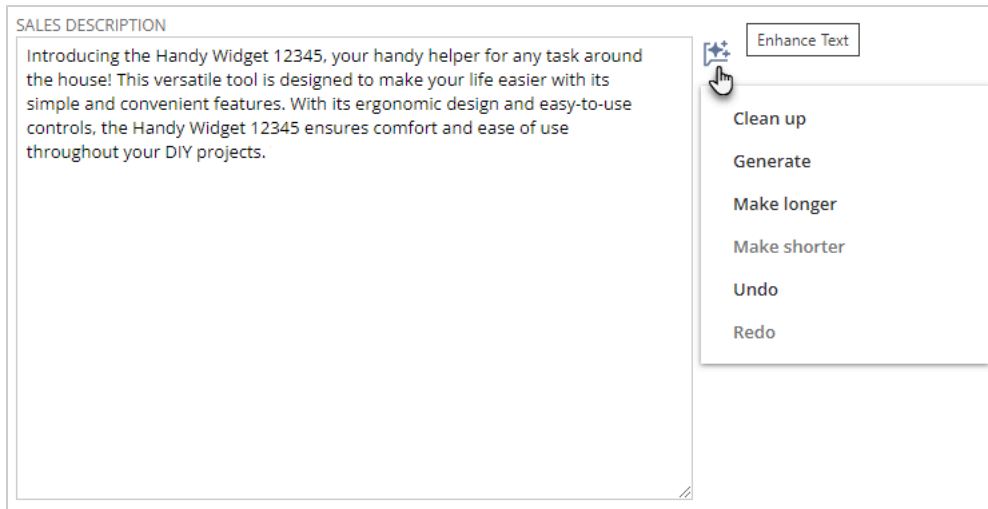 SALES DESCRIPTION
Introducing the Handy Widget 12345, your handy helper for any task around
the house! This versatile tool is designed to make your life easier with its
simple and convenient features. With its ergonomic design and easy-to-use
controls, the Handy Widget 12345 ensures comfort and ease of use
throughout your DIY projects.
Enhance Text
Clean up
Generate
Make longer
Make shorter
Undo
Redo